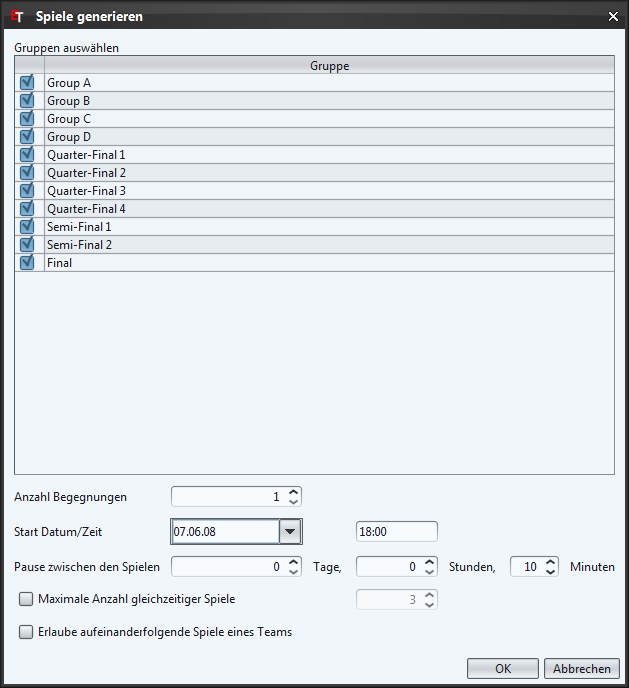 ET Spiele generieren
Gruppen auswählen
Gruppe
Group A
Group B
Group C
Group D
Quarter-Final 1
Quarter-Final 2
Quarter-Final 3
Quarter-Final 4
Semi-Final 1
Semi-Final 2
Final
Anzahl Begegnungen 1
Start Datum/Zeit 07.06.08 18:00
Pause zwischen den Spielen 0 Tage, 0 Stunden, 10 Minuten
Maximale Anzahl gleichzeitiger Spiele 3
Erlaube aufeinanderfolgende Spiele eines Teams
OK Abbrechen